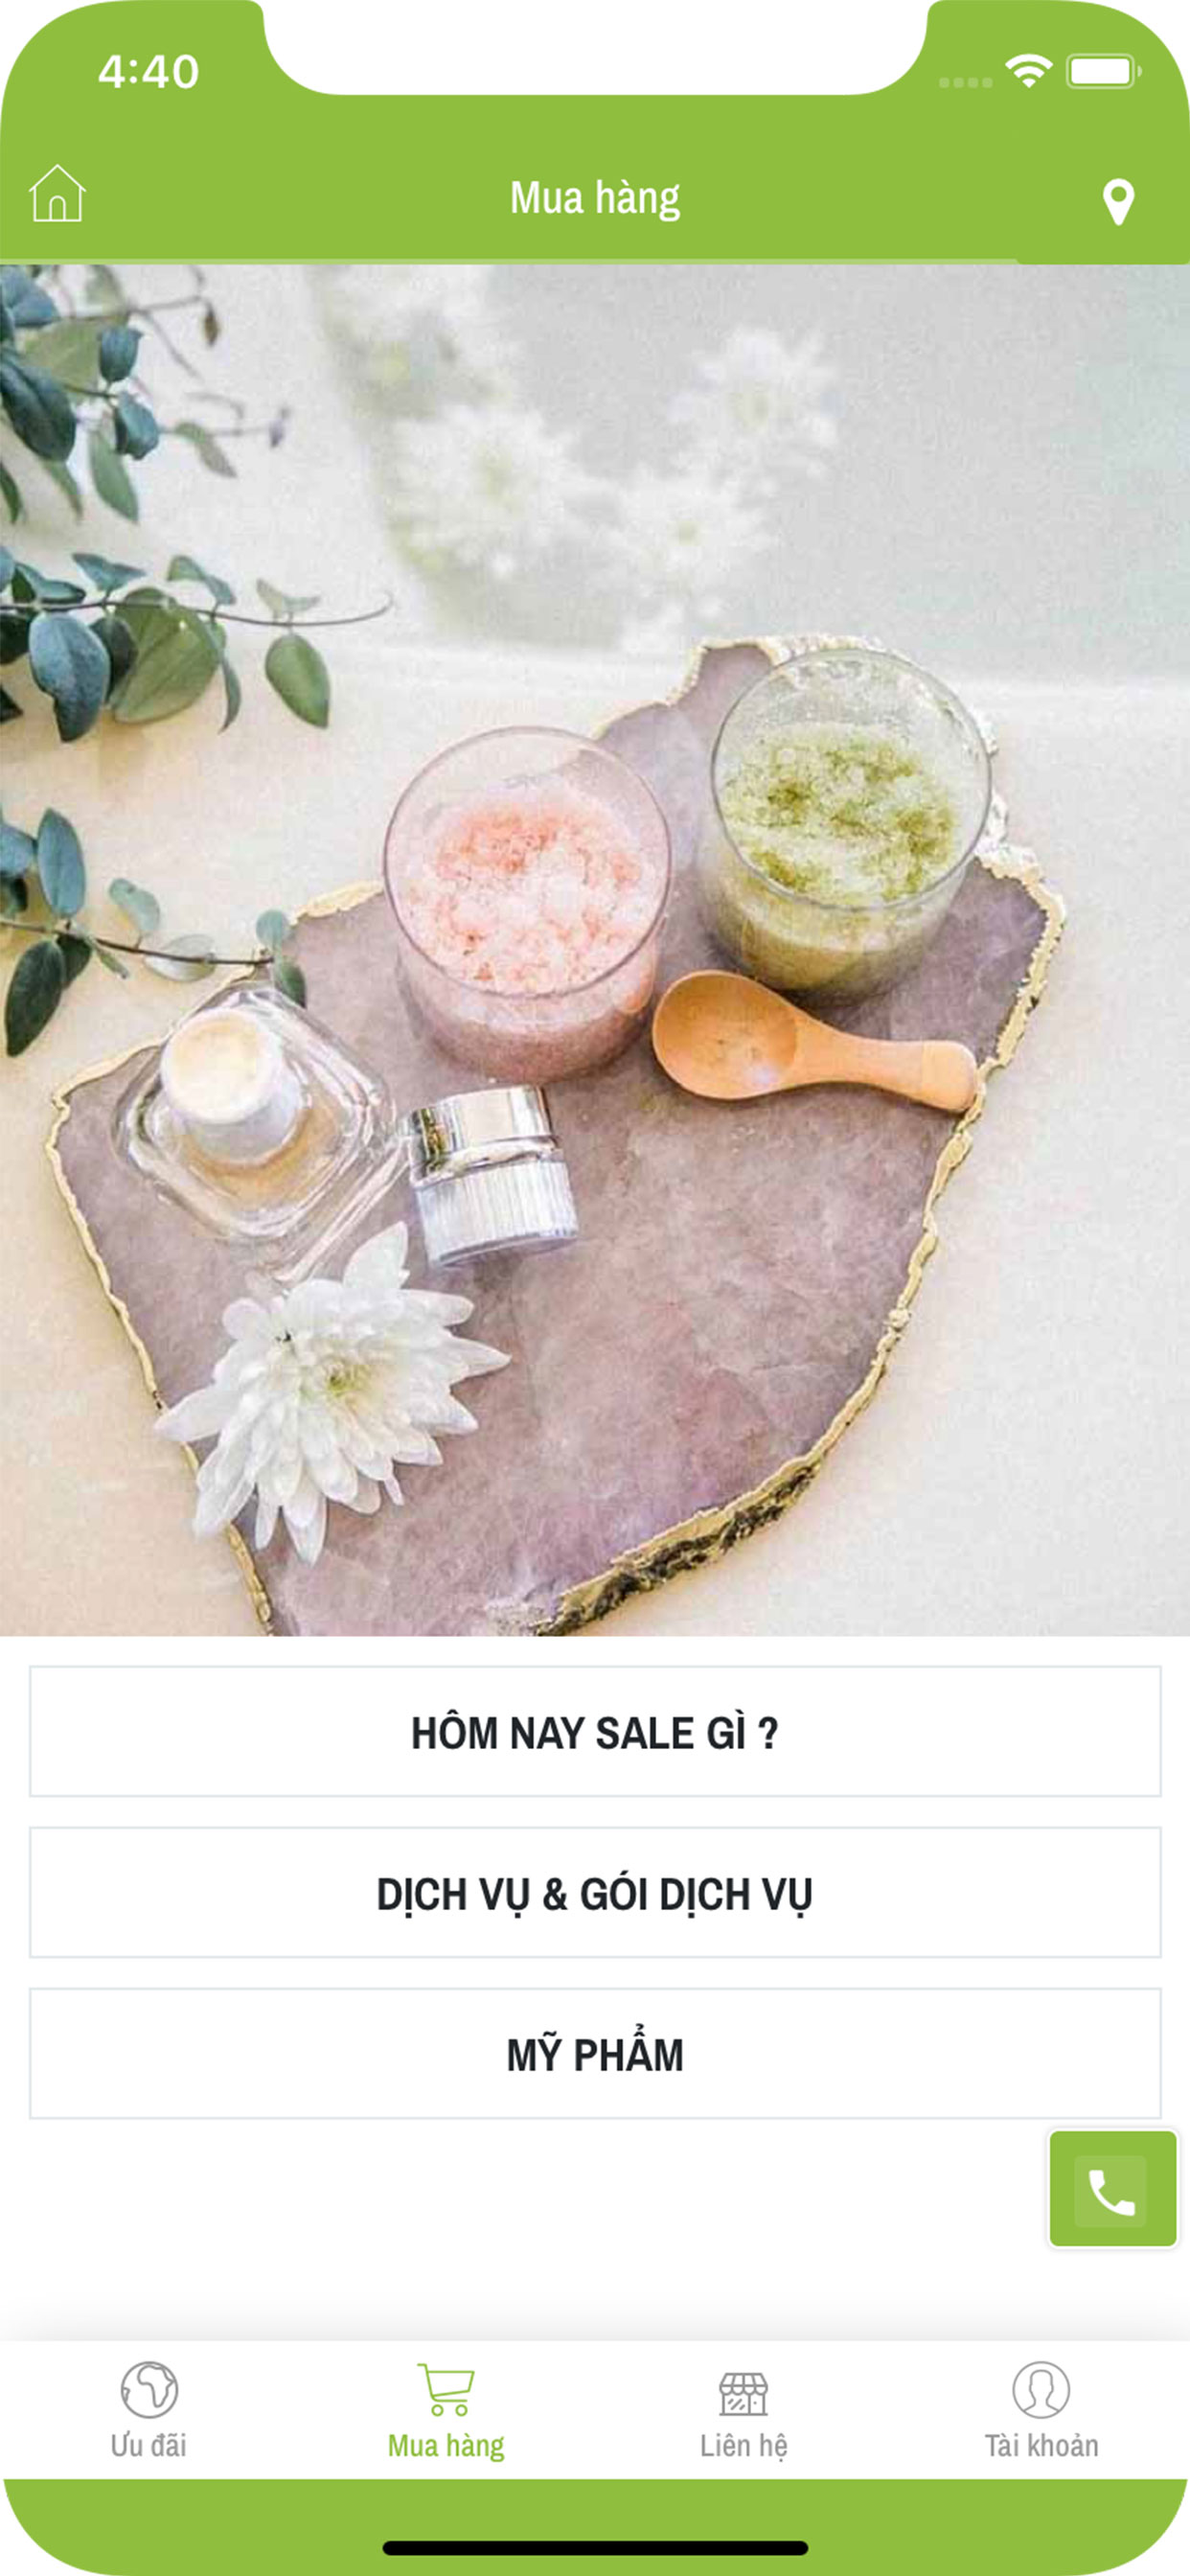 4:40
Mua hàng
HÔM NAY SALE GÌ ?
DỊCH VỤ & GÓI DỊCH VỤ
MỸ PHẨM
Ưu đãi
Mua hàng
Liên hệ
Tài khoản